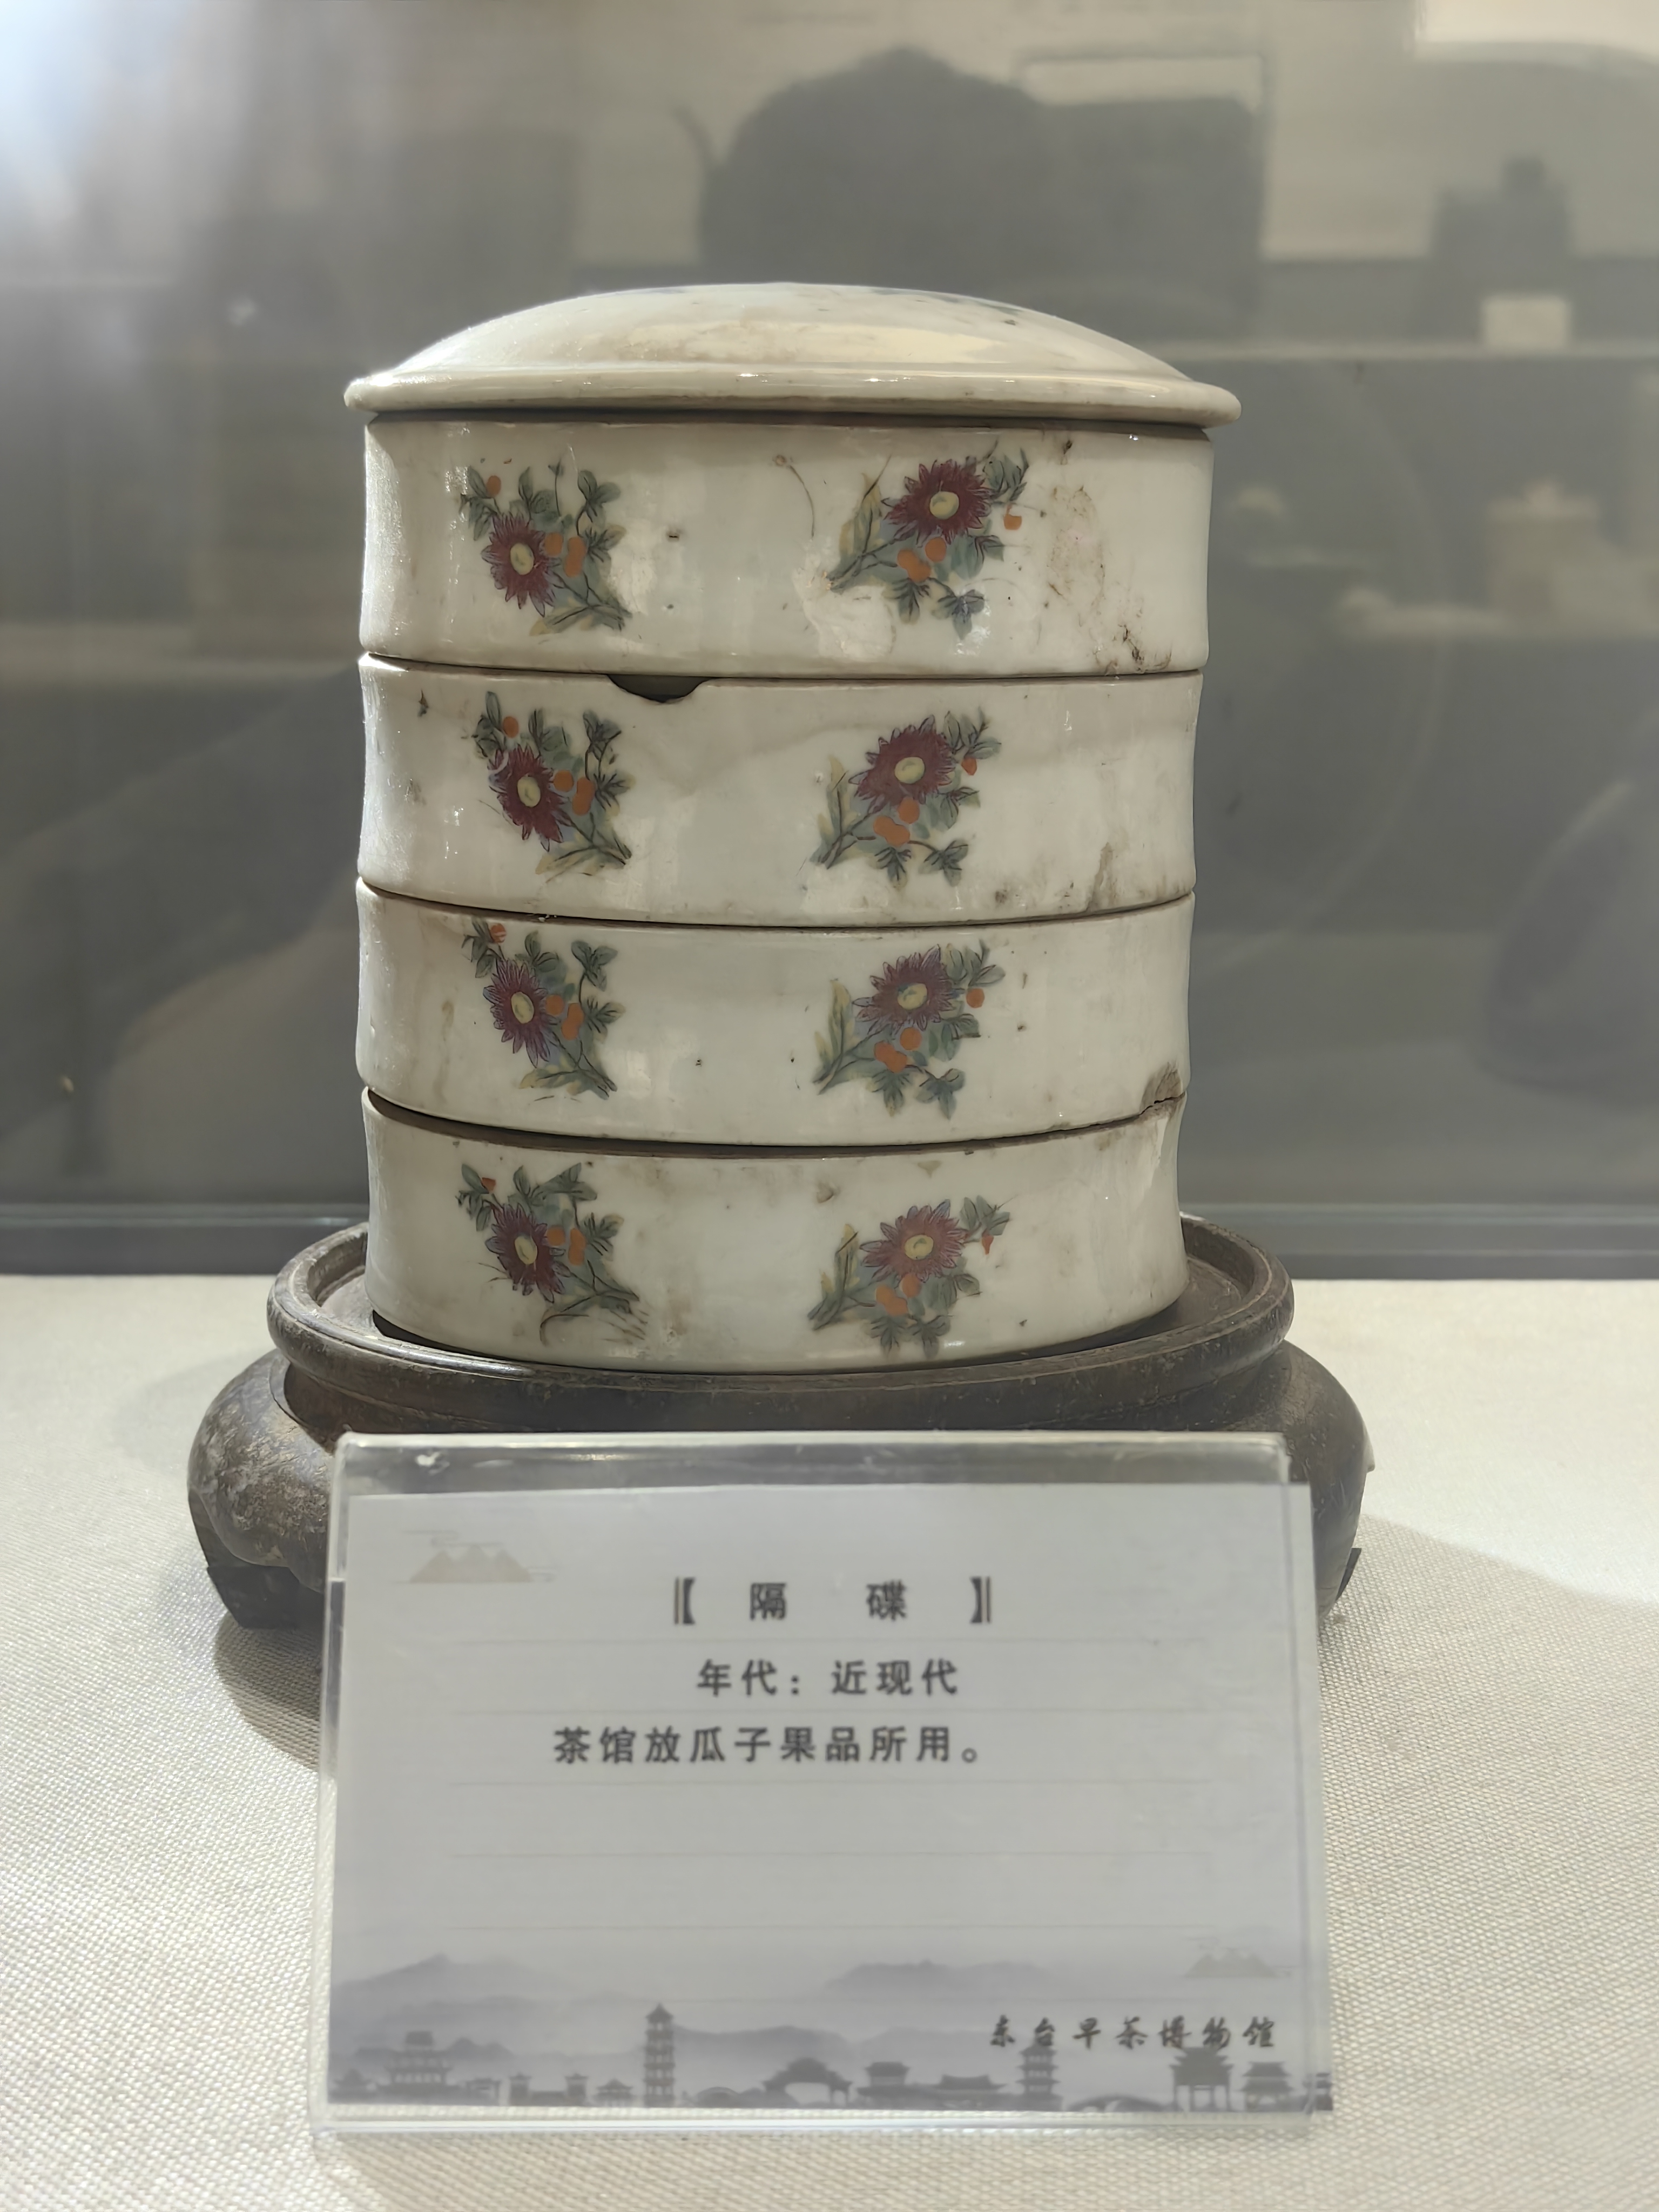 【 隔 碟 】
年代：近现代
茶馆放瓜子果品所用。
东台早茶博物馆